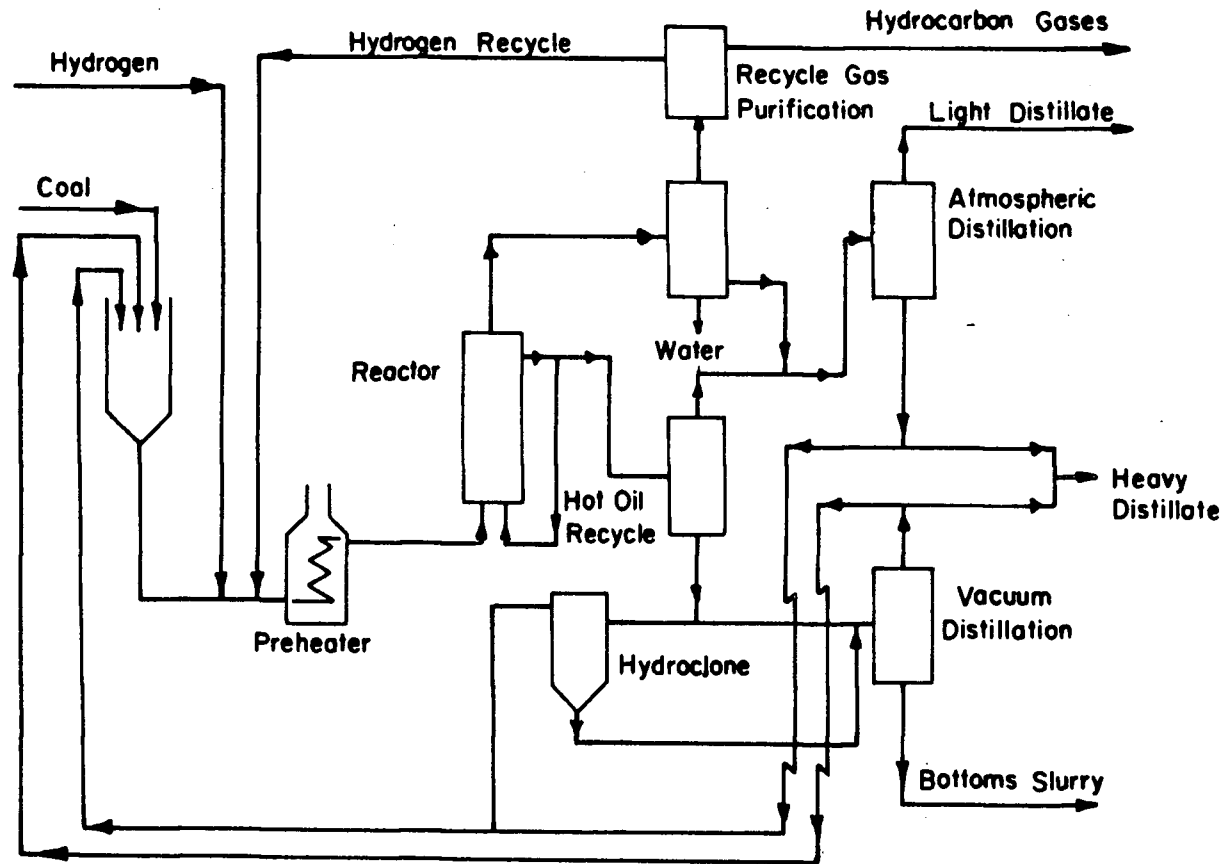 Hydrocarbon Gases
Hydrogen Recycle
Hydrogen
Recycle Gas
Purification
Light Distillate
Coal
Atmospheric
Distillation
Water
Reactor
Hot Oil
Recycle
Heavy
Distillate
Vacuum
Distillation
Preheater
Hydroclone
Bottoms Slurry